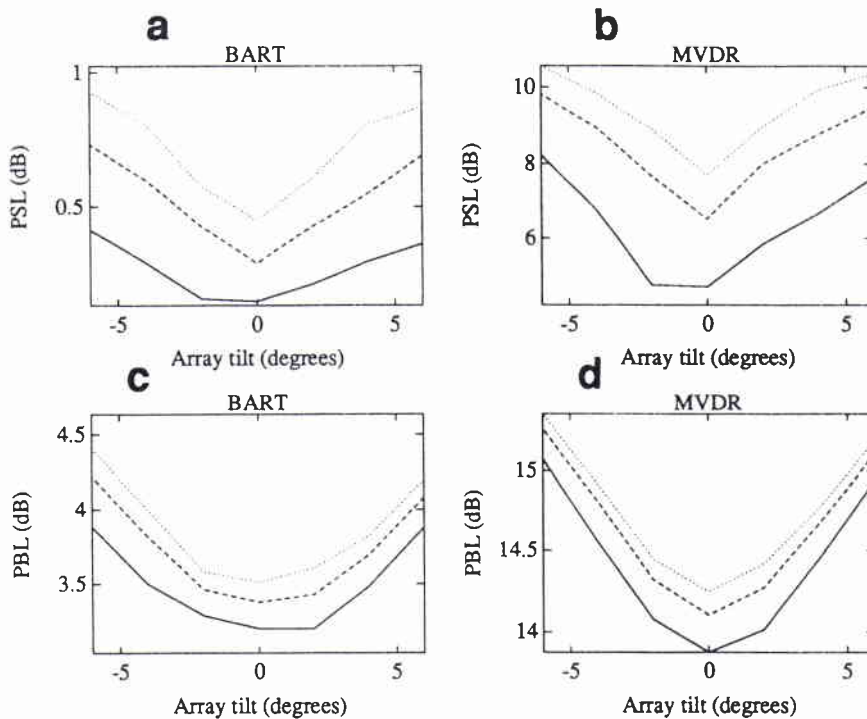 a
BART
1
0.5
PSL (dB)
-5 0 5
Array tilt (degrees)
b
MVDR
10
8
6
PSL (dB)
-5 0 5
Array tilt (degrees)
c
BART
4.5
4
3.5
PBL (dB)
-5 0 5
Array tilt (degrees)
d
MVDR
15
14.5
14
PBL (dB)
-5 0 5
Array tilt (degrees)